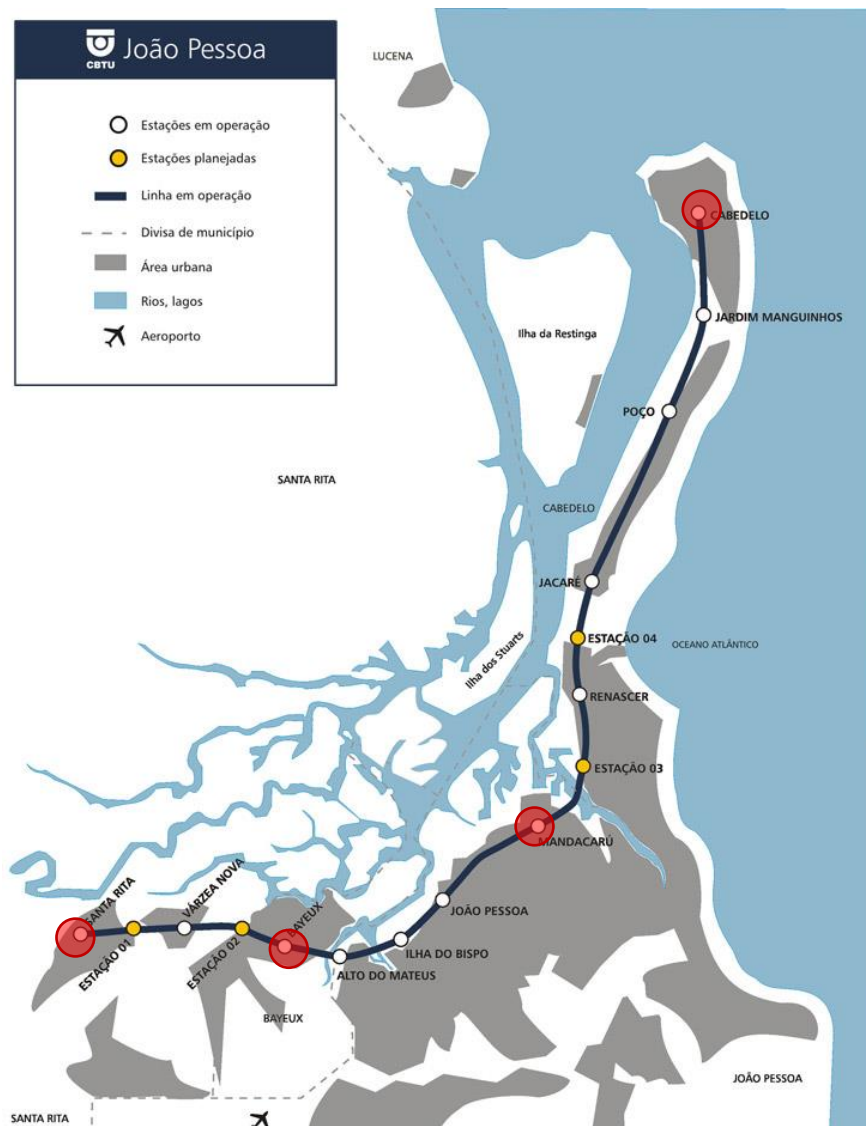 CBTU João Pessoa
Estações em operação
Estações planejadas
Linha em operação
Divisa de município
Área urbana
Rios, lagos
Aeroporto
LUCENA
CABEDELO
JARDIM MANGUINHOS
Ilha da Restinga
POÇO
SANTA RITA
CABEDELO
JACARÉ
ESTAÇÃO 04
OCEANO ATLÂNTICO
Ilha dos Stuarts
RENASCER
ESTAÇÃO 03
MANDACARÚ
SANTA RITA
VÁRZEA NOVA
BAYEUX
JOÃO PESSOA
ESTAÇÃO 01
ESTAÇÃO 02
ILHA DO BISPO
ALTO DO MATEUS
BAYEUX
JOÃO PESSOA
SANTA RITA